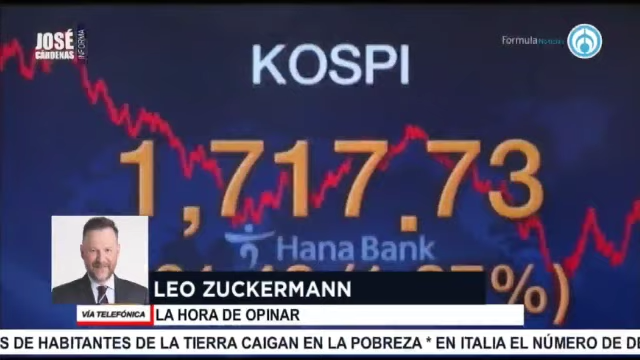 JOSÉ
CÁRDENAS
INFORMA
Fórmula
KOSPI
1,717.73
Hana Bank
%)
LEO ZUCKERMANN
VÍA TELEFÓNICA
LA HORA DE OPINAR
S DE HABITANTES DE LA TIERRA CAIGAN EN LA POBREZA * EN ITALIA EL NÚMERO DE D